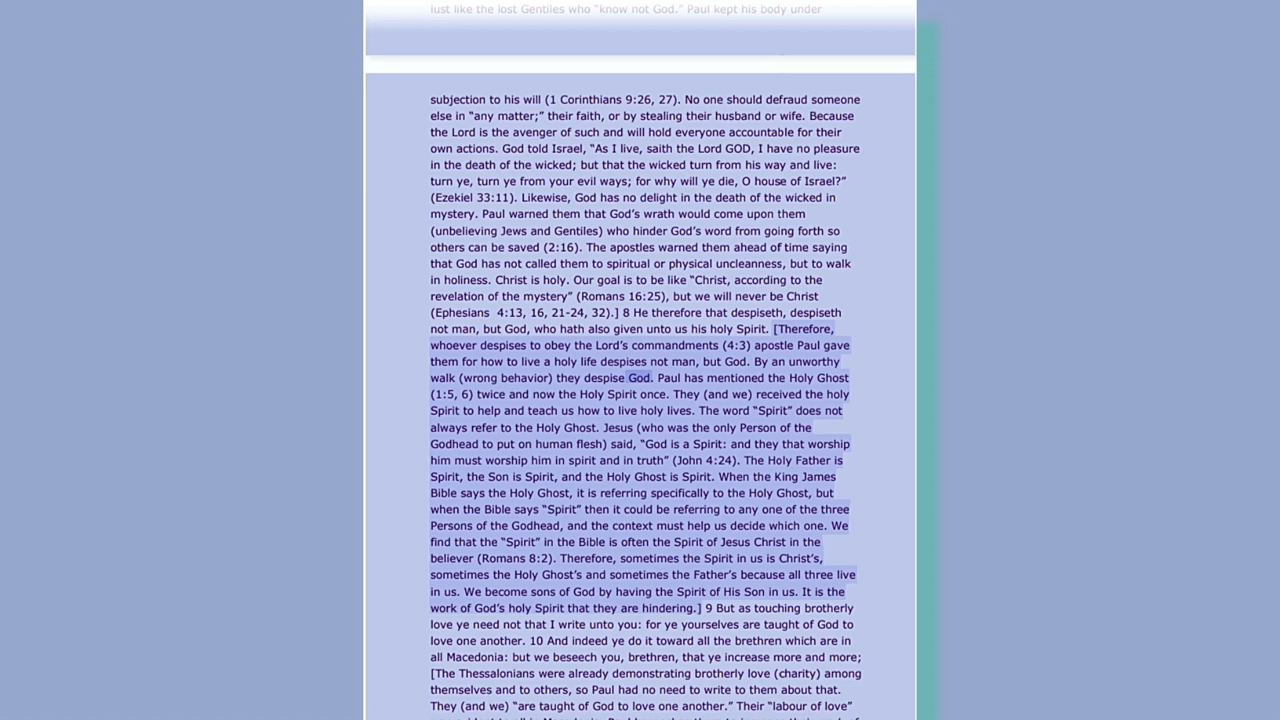 lust like the lost Gentiles who “know not God.” Paul kept his body under
subjection to his will (1 Corinthians 9:26, 27). No one should defraud someone
else in “any matter;” their faith, or by stealing their husband or wife. Because
the Lord is the avenger of such and will hold everyone accountable for their
own actions. God told Israel, “As I live, saith the Lord GOD, I have no pleasure
in the death of the wicked; but that the wicked turn from his way and live:
turn ye, turn ye from your evil ways; for why will ye die, O house of Israel?”
(Ezekiel 33:11). Likewise, God has no delight in the death of the wicked in
mystery. Paul warned them that God’s wrath would come upon them
(unbelieving Jews and Gentiles) who hinder God’s word from going forth so
others can be saved (2:16). The apostles warned them ahead of time saying
that God has not called them to spiritual or physical uncleanness, but to walk
in holiness. Christ is holy. Our goal is to be like “Christ, according to the
revelation of the mystery” (Romans 16:25), but we will never be Christ
(Ephesians  4:13, 16, 21-24, 32).] 8 He therefore that despiseth, despiseth
not man, but God, who hath also given unto us his holy Spirit. [Therefore,
whoever despises to obey the Lord’s commandments (4:3) apostle Paul gave
them for how to live a holy life despises not man, but God. By an unworthy
walk (wrong behavior) they despise God. Paul has mentioned the Holy Ghost
(1:5, 6) twice and now the Holy Spirit once. They (and we) received the holy
Spirit to help and teach us how to live holy lives. The word “Spirit” does not
always refer to the Holy Ghost. Jesus (who was the only Person of the
Godhead to put on human flesh) said, “God is a Spirit: and they that worship
him must worship him in spirit and in truth” (John 4:24). The Holy Father is
Spirit, the Son is Spirit, and the Holy Ghost is Spirit. When the King James
Bible says the Holy Ghost, it is referring specifically to the Holy Ghost, but
when the Bible says “Spirit” then it could be referring to any one of the three
Persons of the Godhead, and the context must help us decide which one. We
find that the “Spirit” in the Bible is often the Spirit of Jesus Christ in the
believer (Romans 8:2). Therefore, sometimes the Spirit in us is Christ’s,
sometimes the Holy Ghost’s and sometimes the Father’s because all three live
in us. We become sons of God by having the Spirit of His Son in us. It is the
work of God’s holy Spirit that they are hindering.] 9 But as touching brotherly
love ye need not that I write unto you: for ye yourselves are taught of God to
love one another. 10 And indeed ye do it toward all the brethren which are in
all Macedonia: but we beseech you, brethren, that ye increase more and more;
[The Thessalonians were already demonstrating brotherly love (charity) among
themselves and to others, so Paul had no need to write to them about that.
They (and we) “are taught of God to love one another.” Their “labour of love”